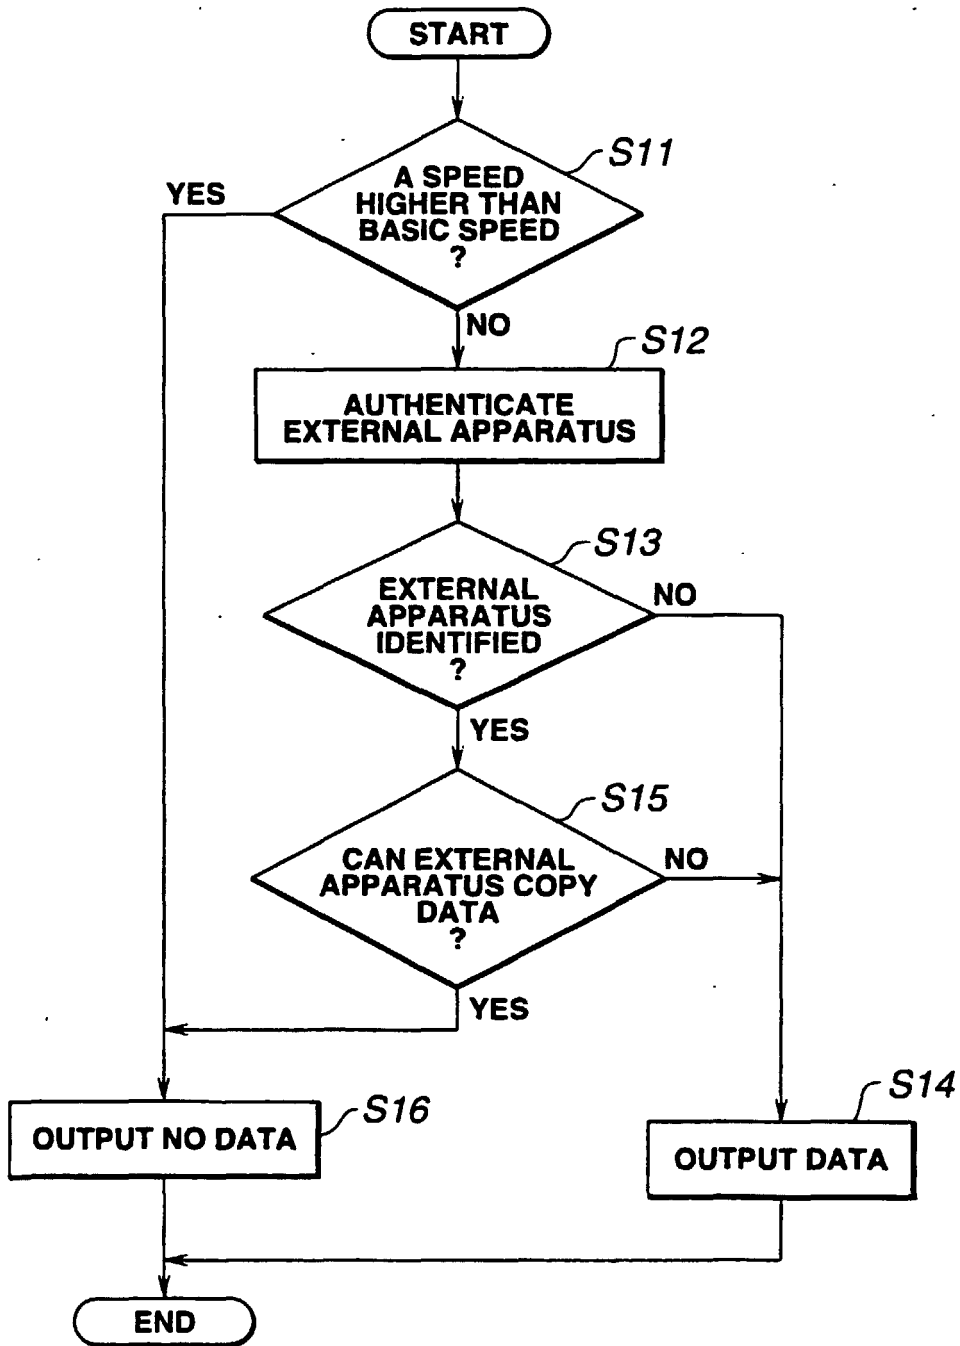 START
S11
A SPEED
HIGHER THAN
BASIC SPEED
?
YES
NO
S12
AUTHENTICATE
EXTERNAL APPARATUS
S13
EXTERNAL
APPARATUS
IDENTIFIED
?
NO
YES
S15
CAN EXTERNAL
APPARATUS COPY
DATA
?
NO
YES
S16
OUTPUT NO DATA
S14
OUTPUT DATA
END